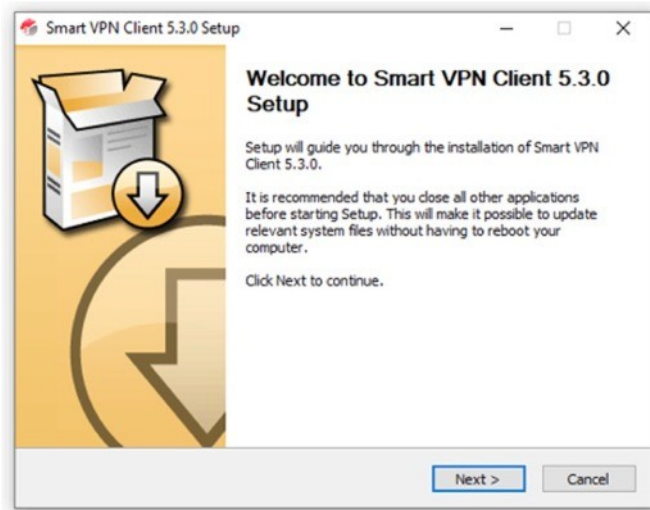 Smart VPN Client 5.3.0 Setup
Welcome to Smart VPN Client 5.3.0
Setup
Setup will guide you through the installation of Smart VPN
Client 5.3.0.
It is recommended that you close all other applications
before starting Setup. This will make it possible to update
relevant system files without having to reboot your
computer.
Click Next to continue.
Next >
Cancel